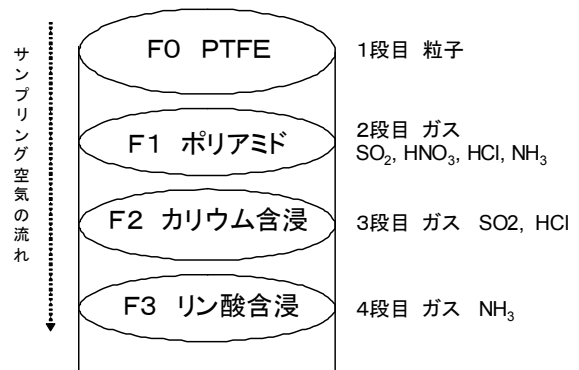 サンプリング空気の流れ
F0 PTFE
1段目 粒子
F1 ポリアミド
2段目 ガス
SO2, HNO3, HCl, NH3
F2 カリウム含浸
3段目 ガス SO2, HCl
F3 リン酸含浸
4段目 ガス NH3